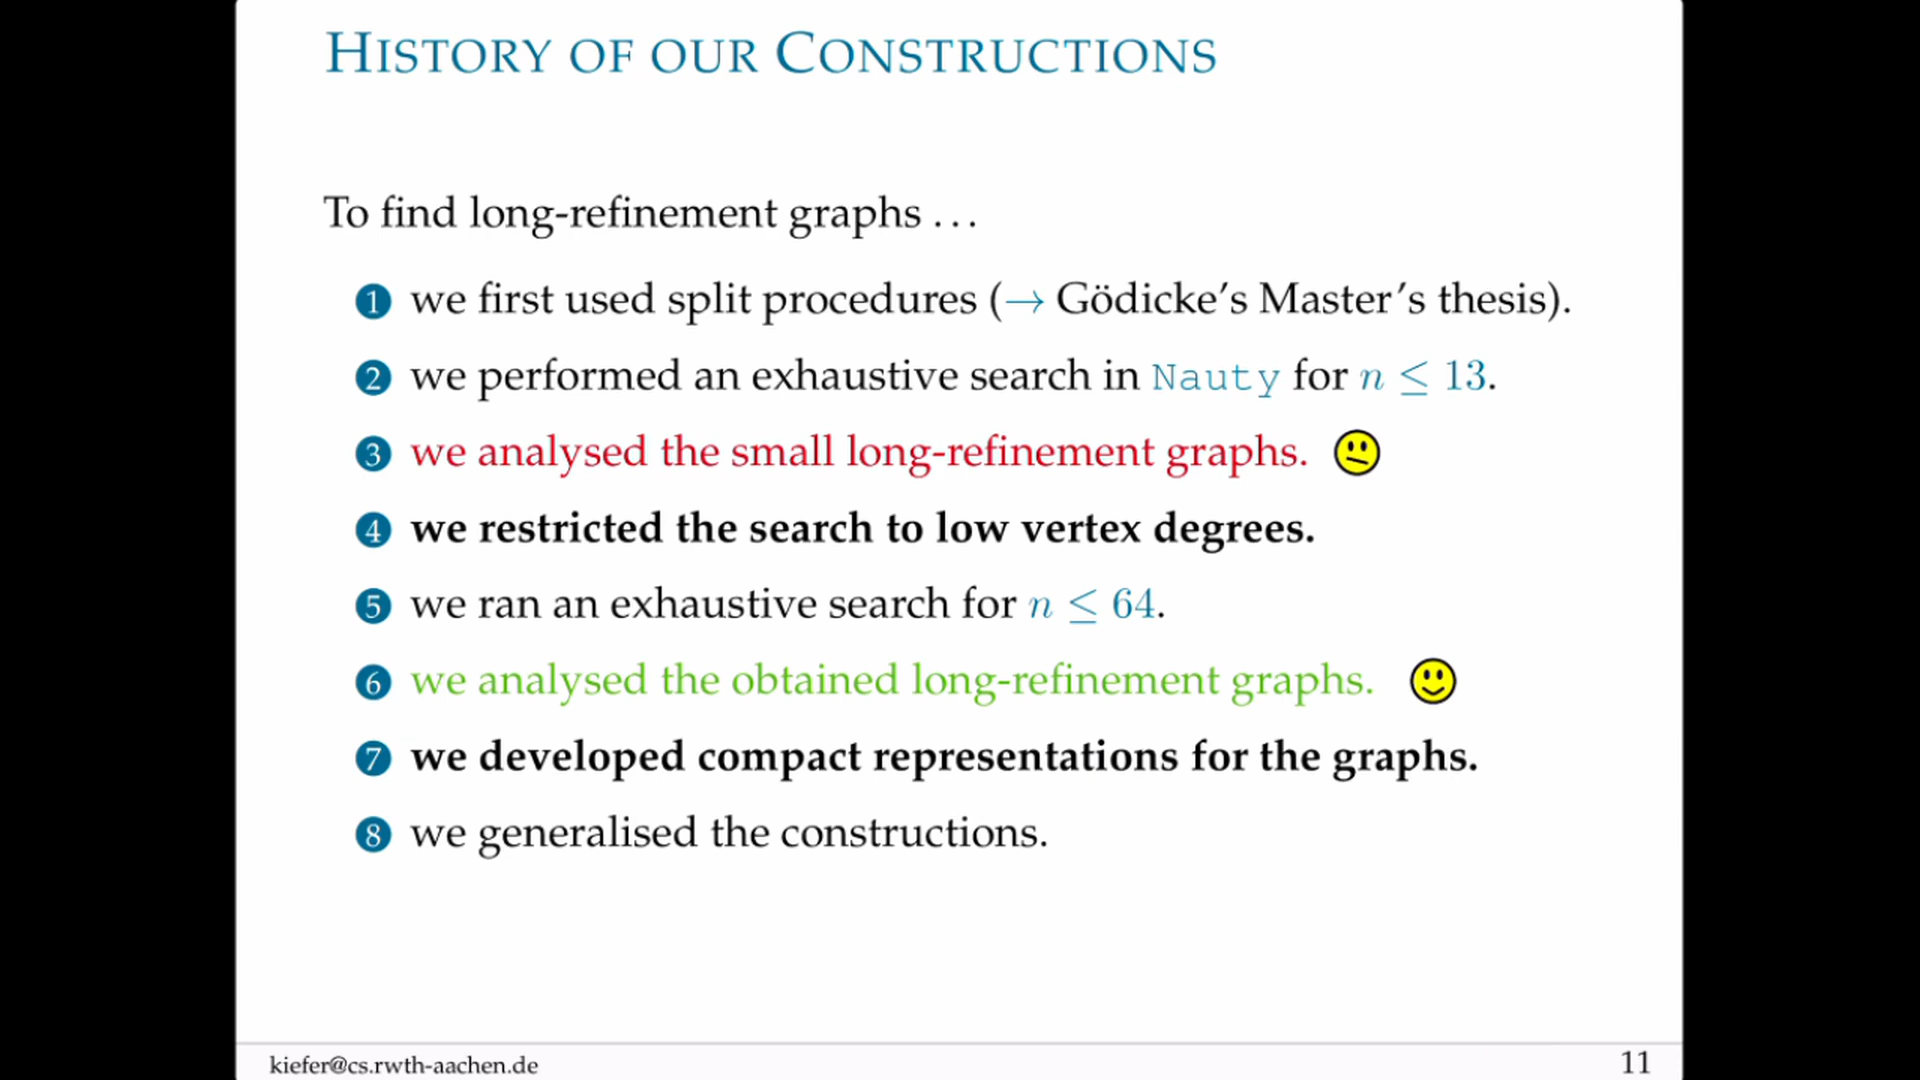 HISTORY OF OUR CONSTRUCTIONS
To find long-refinement graphs ...
1 we first used split procedures (→ Gödicke's Master's thesis).
2 we performed an exhaustive search in Nauty for n ≤ 13.
3 we analysed the small long-refinement graphs.
4 we restricted the search to low vertex degrees.
5 we ran an exhaustive search for n ≤ 64.
6 we analysed the obtained long-refinement graphs.
7 we developed compact representations for the graphs.
8 we generalised the constructions.
kiefer@cs.rwth-aachen.de
11